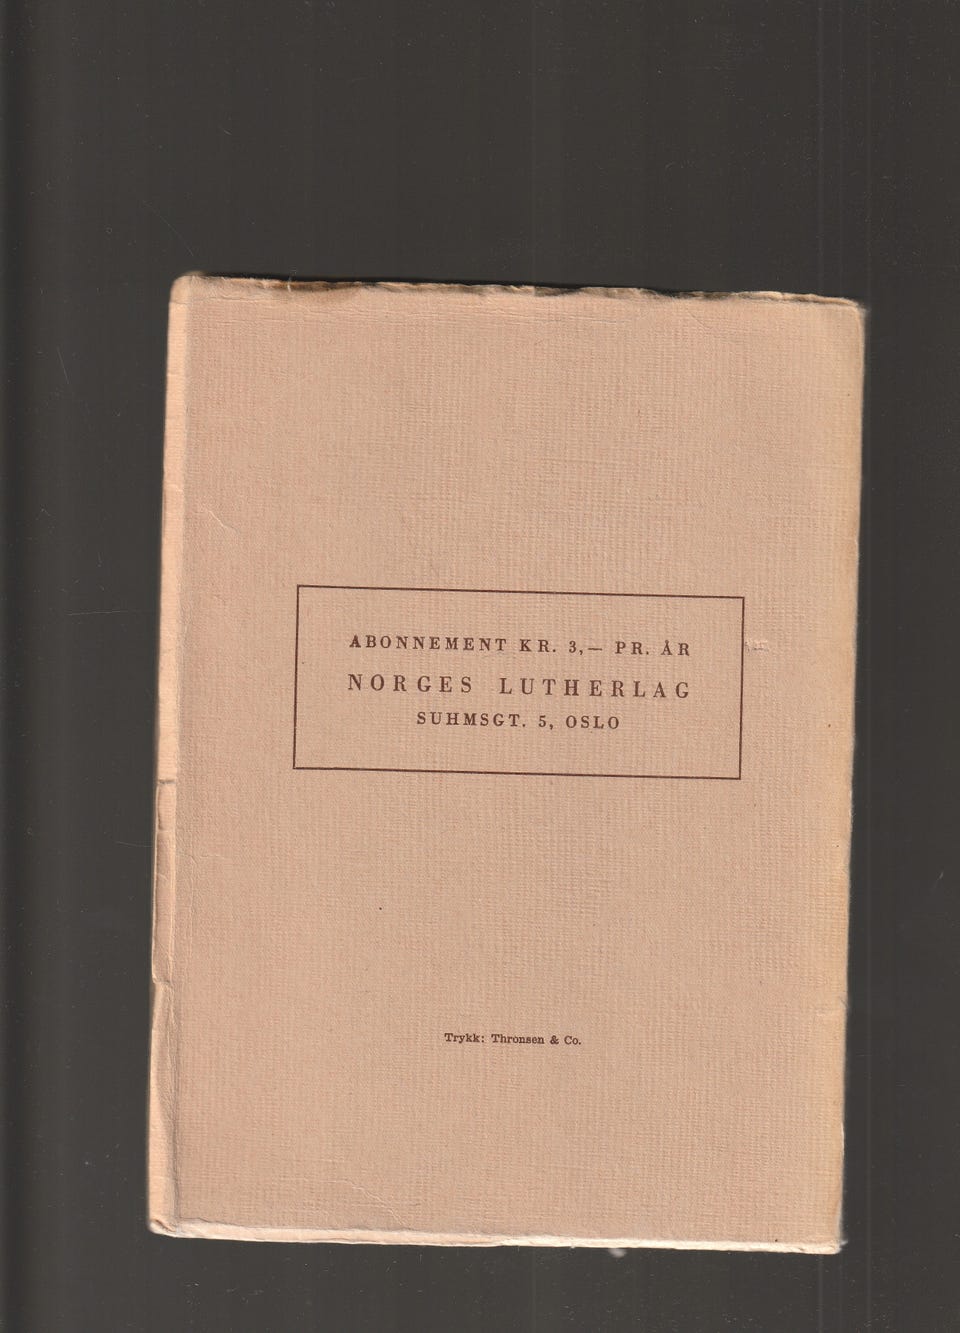 ABONNEMENT KR. 3,— PR. ÅR
NORGES LUTHERLAG
SUHMSGT. 5, OSLO
Trykk: Thronsen & Co.